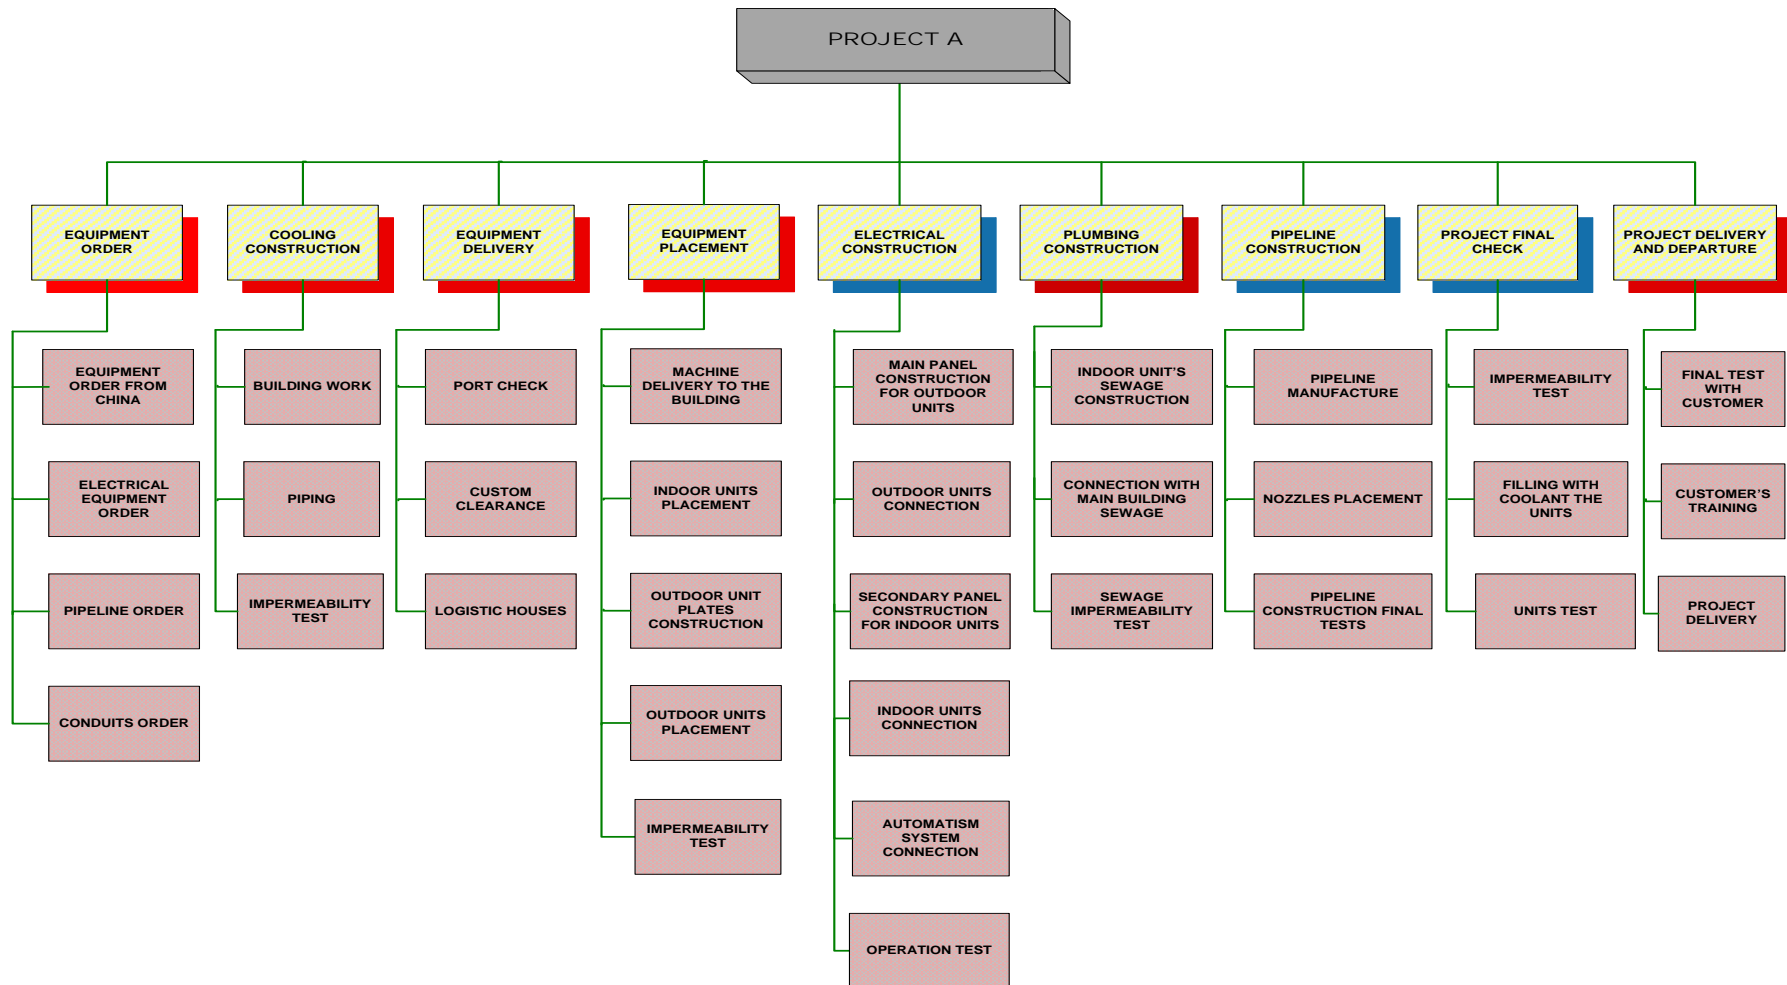 PROJECT A
EQUIPMENT
ORDER
COOLING
CONSTRUCTION
EQUIPMENT
DELIVERY
EQUIPMENT
PLACEMENT
ELECTRICAL
CONSTRUCTION
PLUMBING
CONSTRUCTION
PIPELINE
CONSTRUCTION
PROJECT FINAL
CHECK
PROJECT DELIVERY
AND DEPARTURE
EQUIPMENT
ORDER FROM
CHINA
ELECTRICAL
EQUIPMENT
ORDER
PIPELINE ORDER
CONDUITS ORDER
BUILDING WORK
PIPING
IMPERMEABILITY
TEST
PORT CHECK
CUSTOM
CLEARANCE
LOGISTIC HOUSES
MACHINE
DELIVERY TO THE
BUILDING
INDOOR UNITS
PLACEMENT
OUTDOOR UNIT
PLATES
CONSTRUCTION
OUTDOOR UNITS
PLACEMENT
IMPERMEABILITY
TEST
MAIN PANEL
CONSTRUCTION
FOR OUTDOOR
UNITS
OUTDOOR UNITS
CONNECTION
SECONDARY PANEL
CONSTRUCTION
FOR INDOOR UNITS
INDOOR UNITS
CONNECTION
AUTOMATISM
SYSTEM
CONNECTION
OPERATION TEST
INDOOR UNIT’S
SEWAGE
CONSTRUCTION
CONNECTION WITH
MAIN BUILDING
SEWAGE
SEWAGE
IMPERMEABILITY
TEST
PIPELINE
MANUFACTURE
NOZZLES PLACEMENT
PIPELINE
CONSTRUCTION FINAL
TESTS
IMPERMEABILITY
TEST
FILLING WITH
COOLANT THE
UNITS
UNITS TEST
FINAL TEST
WITH
CUSTOMER
CUSTOMER’S
TRAINING
PROJECT
DELIVERY